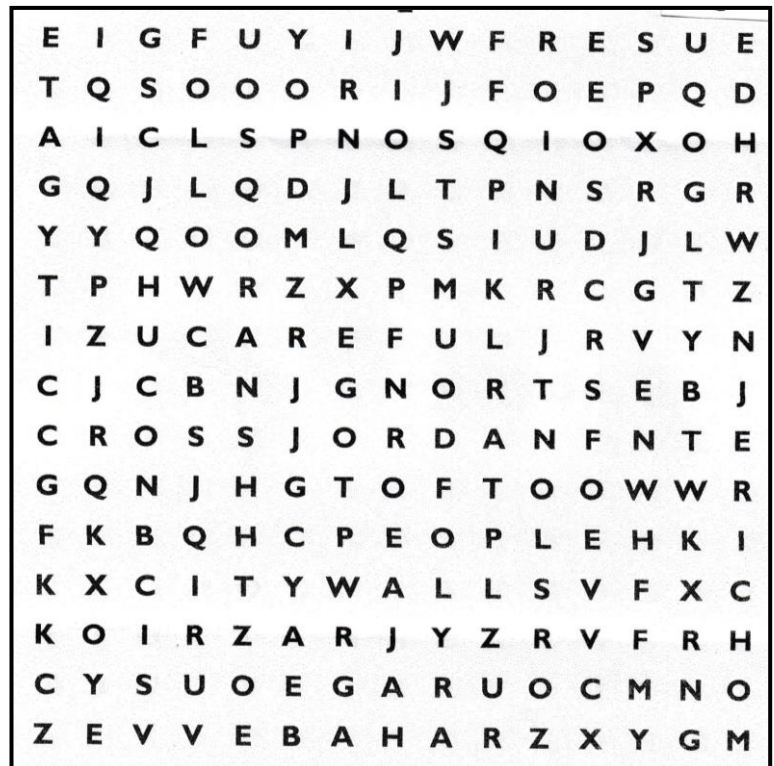 E I G F U Y I J W F R E S U E
T Q S O O O R I J F O E P Q D
A I C L S P N O S Q I O X O H
G Q J L Q D J L T P N S R G R
Y Y Q O O M L Q S I U D J L W
T P H W R Z X P M K R C G T Z
I Z U C A R E F U L J R V Y N
C J C B N J G N O R T S E B J
C R O S S J O R D A N F N T E
G Q N J H G T O F T O O W W R
F K B Q H C P E O P L E H K I
K X C I T Y W A L L S V F X C
K O I R Z A R J Y Z R V F R H
C Y S U O E G A R U O C M N O
Z E V V E B A H A R Z X Y G M